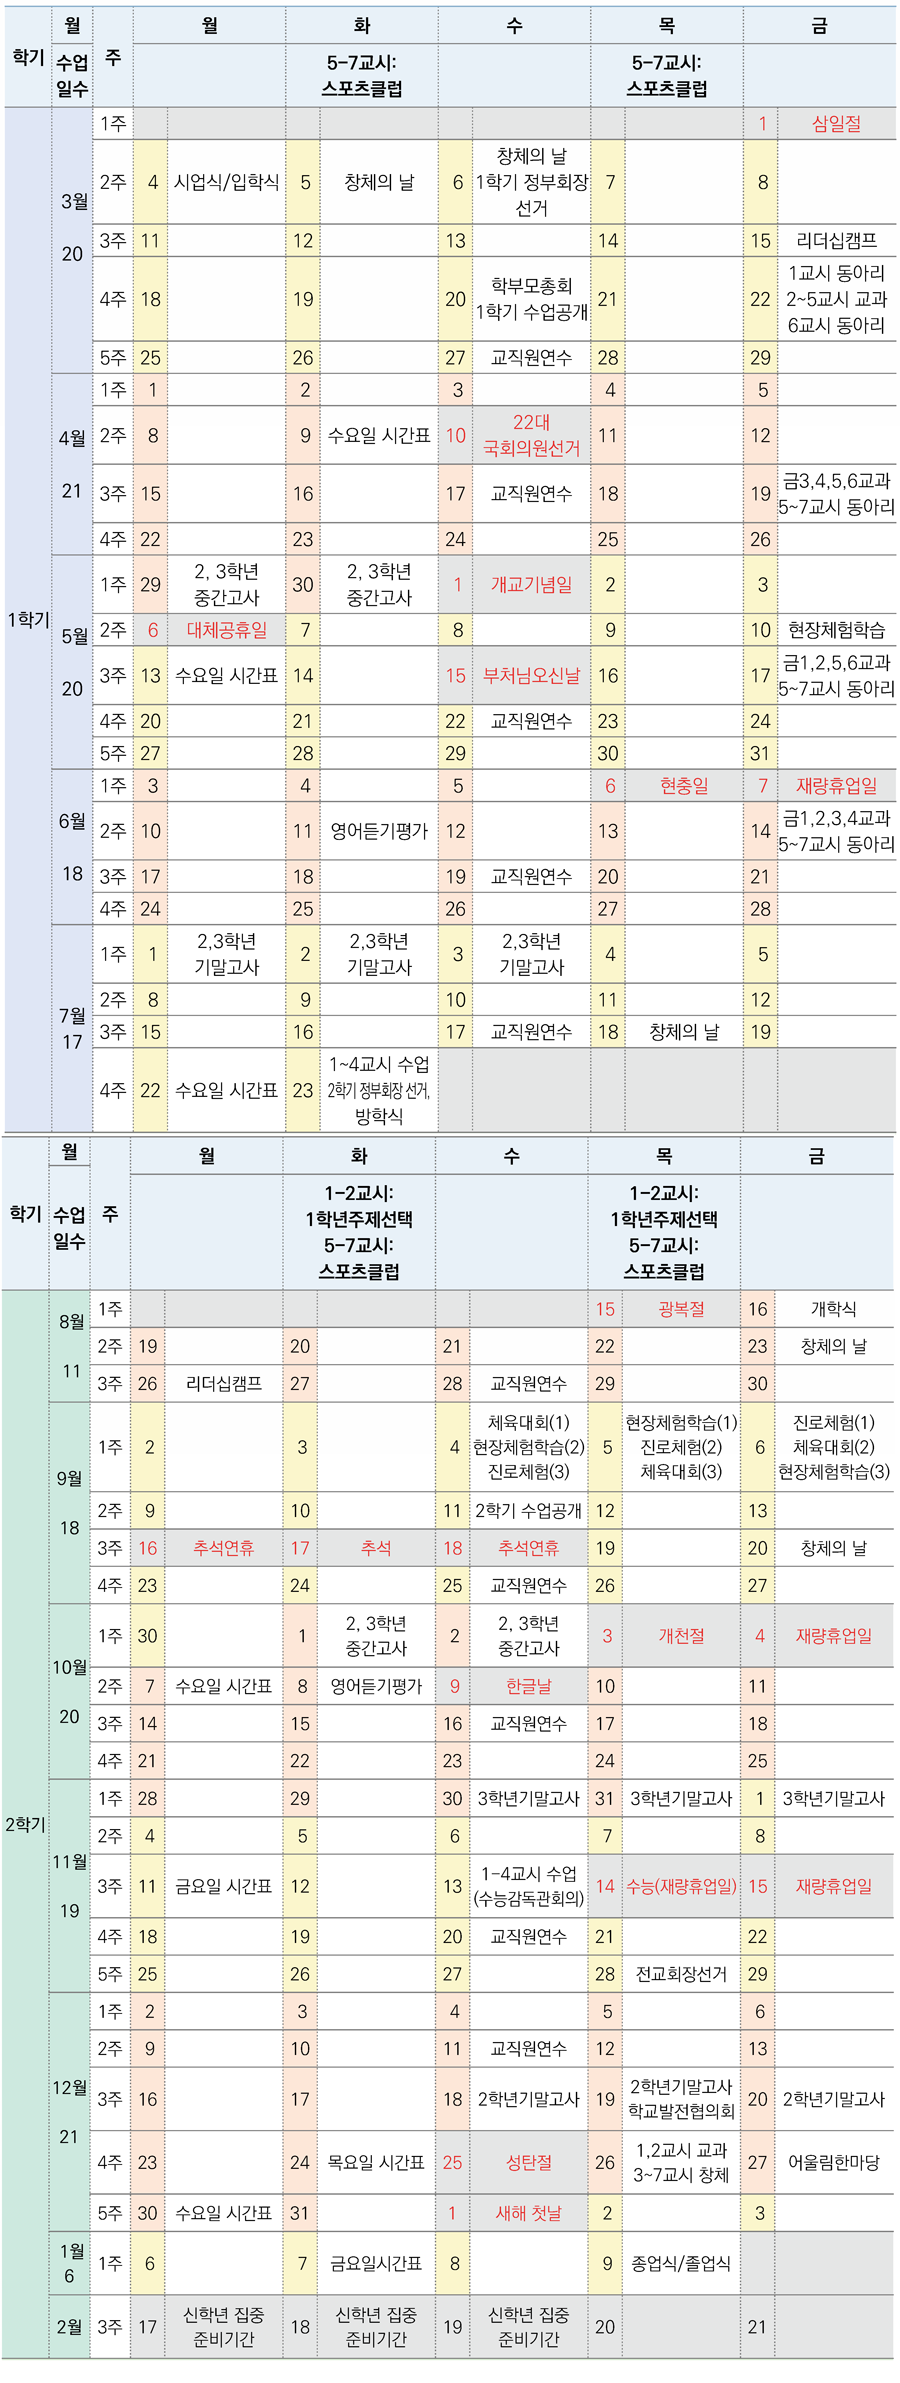 학기 월 주 월 화 수 목 금
수업일수 5-7교시: 스포츠클럽 5-7교시: 스포츠클럽
1학기
3월 20
1주 1 삼일절
2주 4 시업식/입학식 5 창체의 날 6 창체의 날 1학기 정부회장 선거 7 8
3주 11 12 13 14 15 리더십캠프
4주 18 19 20 학부모총회 1학기 수업공개 21 22 1교시 동아리 2~5교시 교과 6교시 동아리
5주 25 26 27 교직원연수 28 29
4월 21
1주 1 2 3 4 5
2주 8 9 수요일 시간표 10 22대 국회의원선거 11 12
3주 15 16 17 교직원연수 18 19 금3,4,5,6교과 5~7교시 동아리
4주 22 23 24 25 26
5월 20
1주 29 2, 3학년 중간고사 30 2, 3학년 중간고사 1 개교기념일 2 3
2주 6 대체공휴일 7 8 9 10 현장체험학습
3주 13 수요일 시간표 14 15 부처님오신날 16 17 금1,2,5,6교과 5~7교시 동아리
4주 20 21 22 교직원연수 23 24
5주 27 28 29 30 31
6월 18
1주 3 4 5 6 현충일 7 재량휴업일
2주 10 11 영어듣기평가 12 13 14 금1,2,3,4교과 5~7교시 동아리
3주 17 18 19 교직원연수 20 21
4주 24 25 26 27 28
7월 17
1주 1 2,3학년 기말고사 2 2,3학년 기말고사 3 2,3학년 기말고사 4 5
2주 8 9 10 11 12
3주 15 16 17 교직원연수 18 창체의 날 19
4주 22 수요일 시간표 23 1~4교시 수업 2학기 정부회장 선거, 방학식
학기 월 주 월 화 수 목 금
수업일수 1-2교시: 1학년주제선택 5-7교시: 스포츠클럽 1-2교시: 1학년주제선택 5-7교시: 스포츠클럽
2학기
8월 11
1주 15 광복절 16 개학식
2주 19 20 21 22 23 창체의 날
3주 26 리더십캠프 27 28 교직원연수 29 30
9월 18
1주 2 3 4 체육대회(1) 현장체험학습(2) 진로체험(3) 5 현장체험학습(1) 진로체험(2) 체육대회(3) 6 진로체험(1) 체육대회(2) 현장체험학습(3)
2주 9 10 11 2학기 수업공개 12 13
3주 16 추석연휴 17 추석 18 추석연휴 19 20 창체의 날
4주 23 24 25 교직원연수 26 27
10월 20
1주 30 1 2, 3학년 중간고사 2 2, 3학년 중간고사 3 개천절 4 재량휴업일
2주 7 수요일 시간표 8 영어듣기평가 9 한글날 10 11
3주 14 15 16 교직원연수 17 18
4주 21 22 23 24 25
11월 19
1주 28 29 30 3학년기말고사 31 3학년기말고사 1 3학년기말고사
2주 4 5 6 7 8
3주 11 금요일 시간표 12 13 1-4교시 수업 (수능감독관회의) 14 수능(재량휴업일) 15 재량휴업일
4주 18 19 20 교직원연수 21 22
5주 25 26 27 28 전교회장선거 29
12월 21
1주 2 3 4 5 6
2주 9 10 11 교직원연수 12 13
3주 16 17 18 2학년기말고사 19 2학년기말고사 학교발전협의회 20 2학년기말고사
4주 23 24 목요일 시간표 25 성탄절 26 1,2교시 교과 3~7교시 창체 27 어울림한마당
5주 30 수요일 시간표 31 1 새해 첫날 2 3
1월 6
1주 6 7 금요일시간표 8 9 종업식/졸업식
2월
3주 17 신학년 집중 준비기간 18 신학년 집중 준비기간 19 신학년 집중 준비기간 20 21